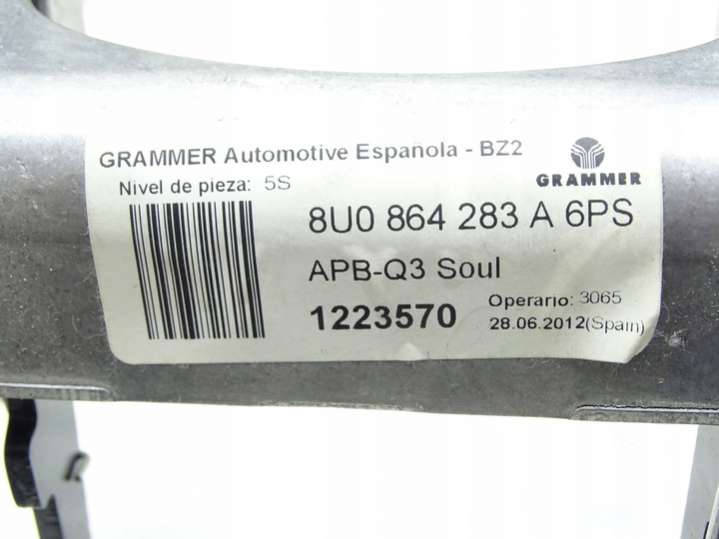 GRAMMER Automotive Española - BZ2
Nivel de pieza: 5S
GRAMMER
8U0 864 283 A 6PS
APB-Q3 Soul
1223570
Operario: 3065
28.06.2012(Spain)